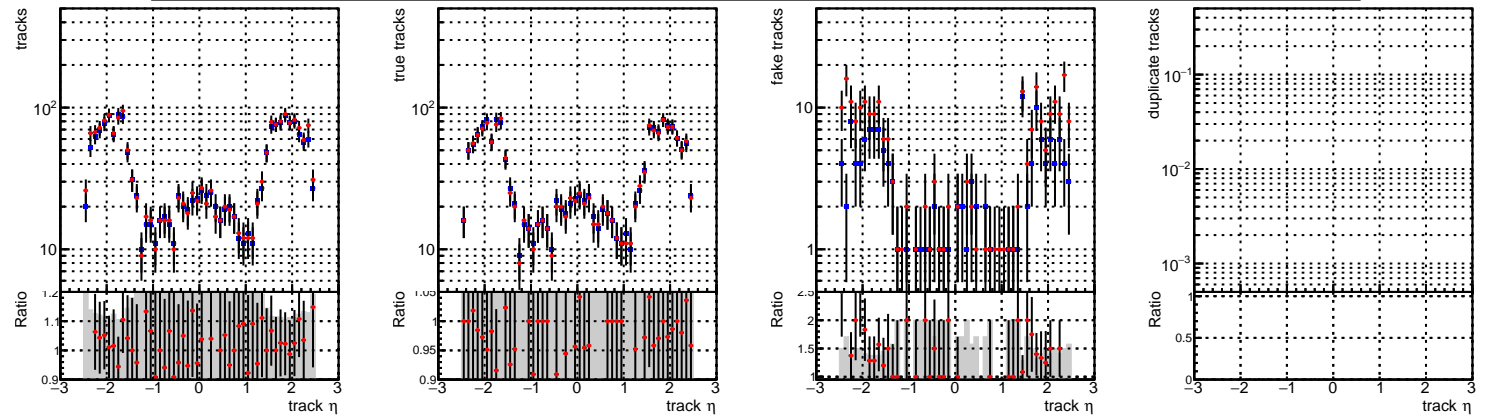 tracks
10²
10
Ratio
1.2
1.1
1
0.9
−3 −2 −1 0 1 2 3
track η
true tracks
10²
10
Ratio
1.05
1
0.95
0.9
−3 −2 −1 0 1 2 3
track η
fake tracks
10
1
Ratio
2.5
2
1.5
1
−3 −2 −1 0 1 2 3
track η
duplicate tracks
10⁻¹
10⁻²
10⁻³
Ratio
1
0.5
0
−3 −2 −1 0 1 2 3
track η